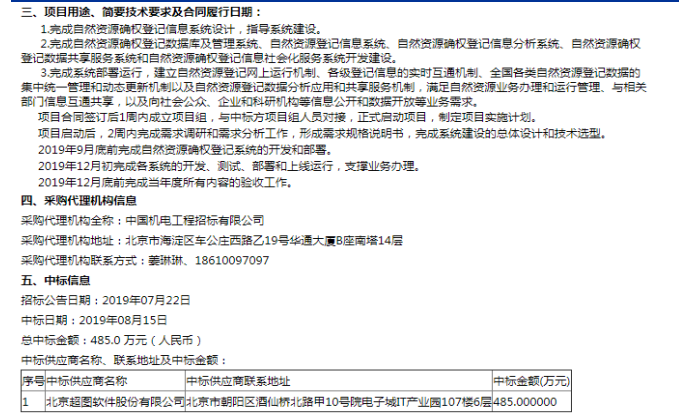 三、项目用途、简要技术要求及合同履行日期：
1.完成自然资源确权登记信息系统设计，指导系统建设。
2.完成自然资源确权登记数据库及管理系统、自然资源登记信息系统、自然资源确权登记信息分析系统、自然资源确权
登记数据共享服务系统和自然资源确权登记信息社会化服务系统开发建设。
3.完成系统部署运行，建立自然资源登记网上运行机制、各级登记信息的实时互通机制、全国各类自然资源登记数据的
集中统一管理和动态更新机制以及自然资源登记数据分析应用和共享服务机制，满足自然资源业务办理和运行管理、与相关
部门信息互通共享，以及向社会公众、企业和科研机构等信息公开和数据开放等业务需求。
项目合同签订后1周内成立项目组，与中标方项目组人员对接，正式启动项目，制定项目实施计划。
项目启动后，2周内完成需求调研和需求分析工作，形成需求规格说明书，完成系统建设的总体设计和技术选型。
2019年9月底前完成自然资源确权登记系统的开发和部署。
2019年12月初完成各系统的开发、测试、部署和上线运行，支撑业务办理。
2019年12月底前完成当年度所有内容的验收工作。
四、采购代理机构信息
采购代理机构全称：中国机电工程招标有限公司
采购代理机构地址：北京市海淀区车公庄西路乙19号华通大厦B座南塔14层
采购代理机构联系方式：姜琳琳、18610097097
五、中标信息
招标公告日期：2019年07月22日
中标日期：2019年08月15日
总中标金额：485.0 万元（人民币）
中标供应商名称、联系地址及中标金额：
序号 中标供应商名称 中标供应商联系地址 中标金额(万元)
1 北京超图软件股份有限公司 北京市朝阳区酒仙桥北路甲10号院电子城IT产业园107楼6层 485.000000